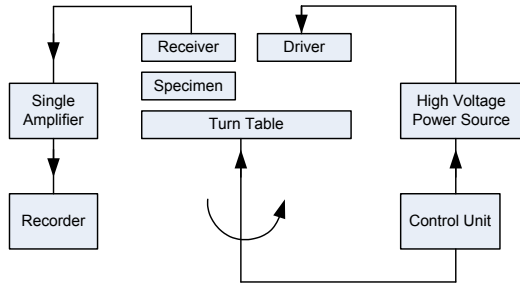 Receiver
Driver
Specimen
Single
Amplifier
Turn Table
High Voltage
Power Source
Recorder
Control Unit